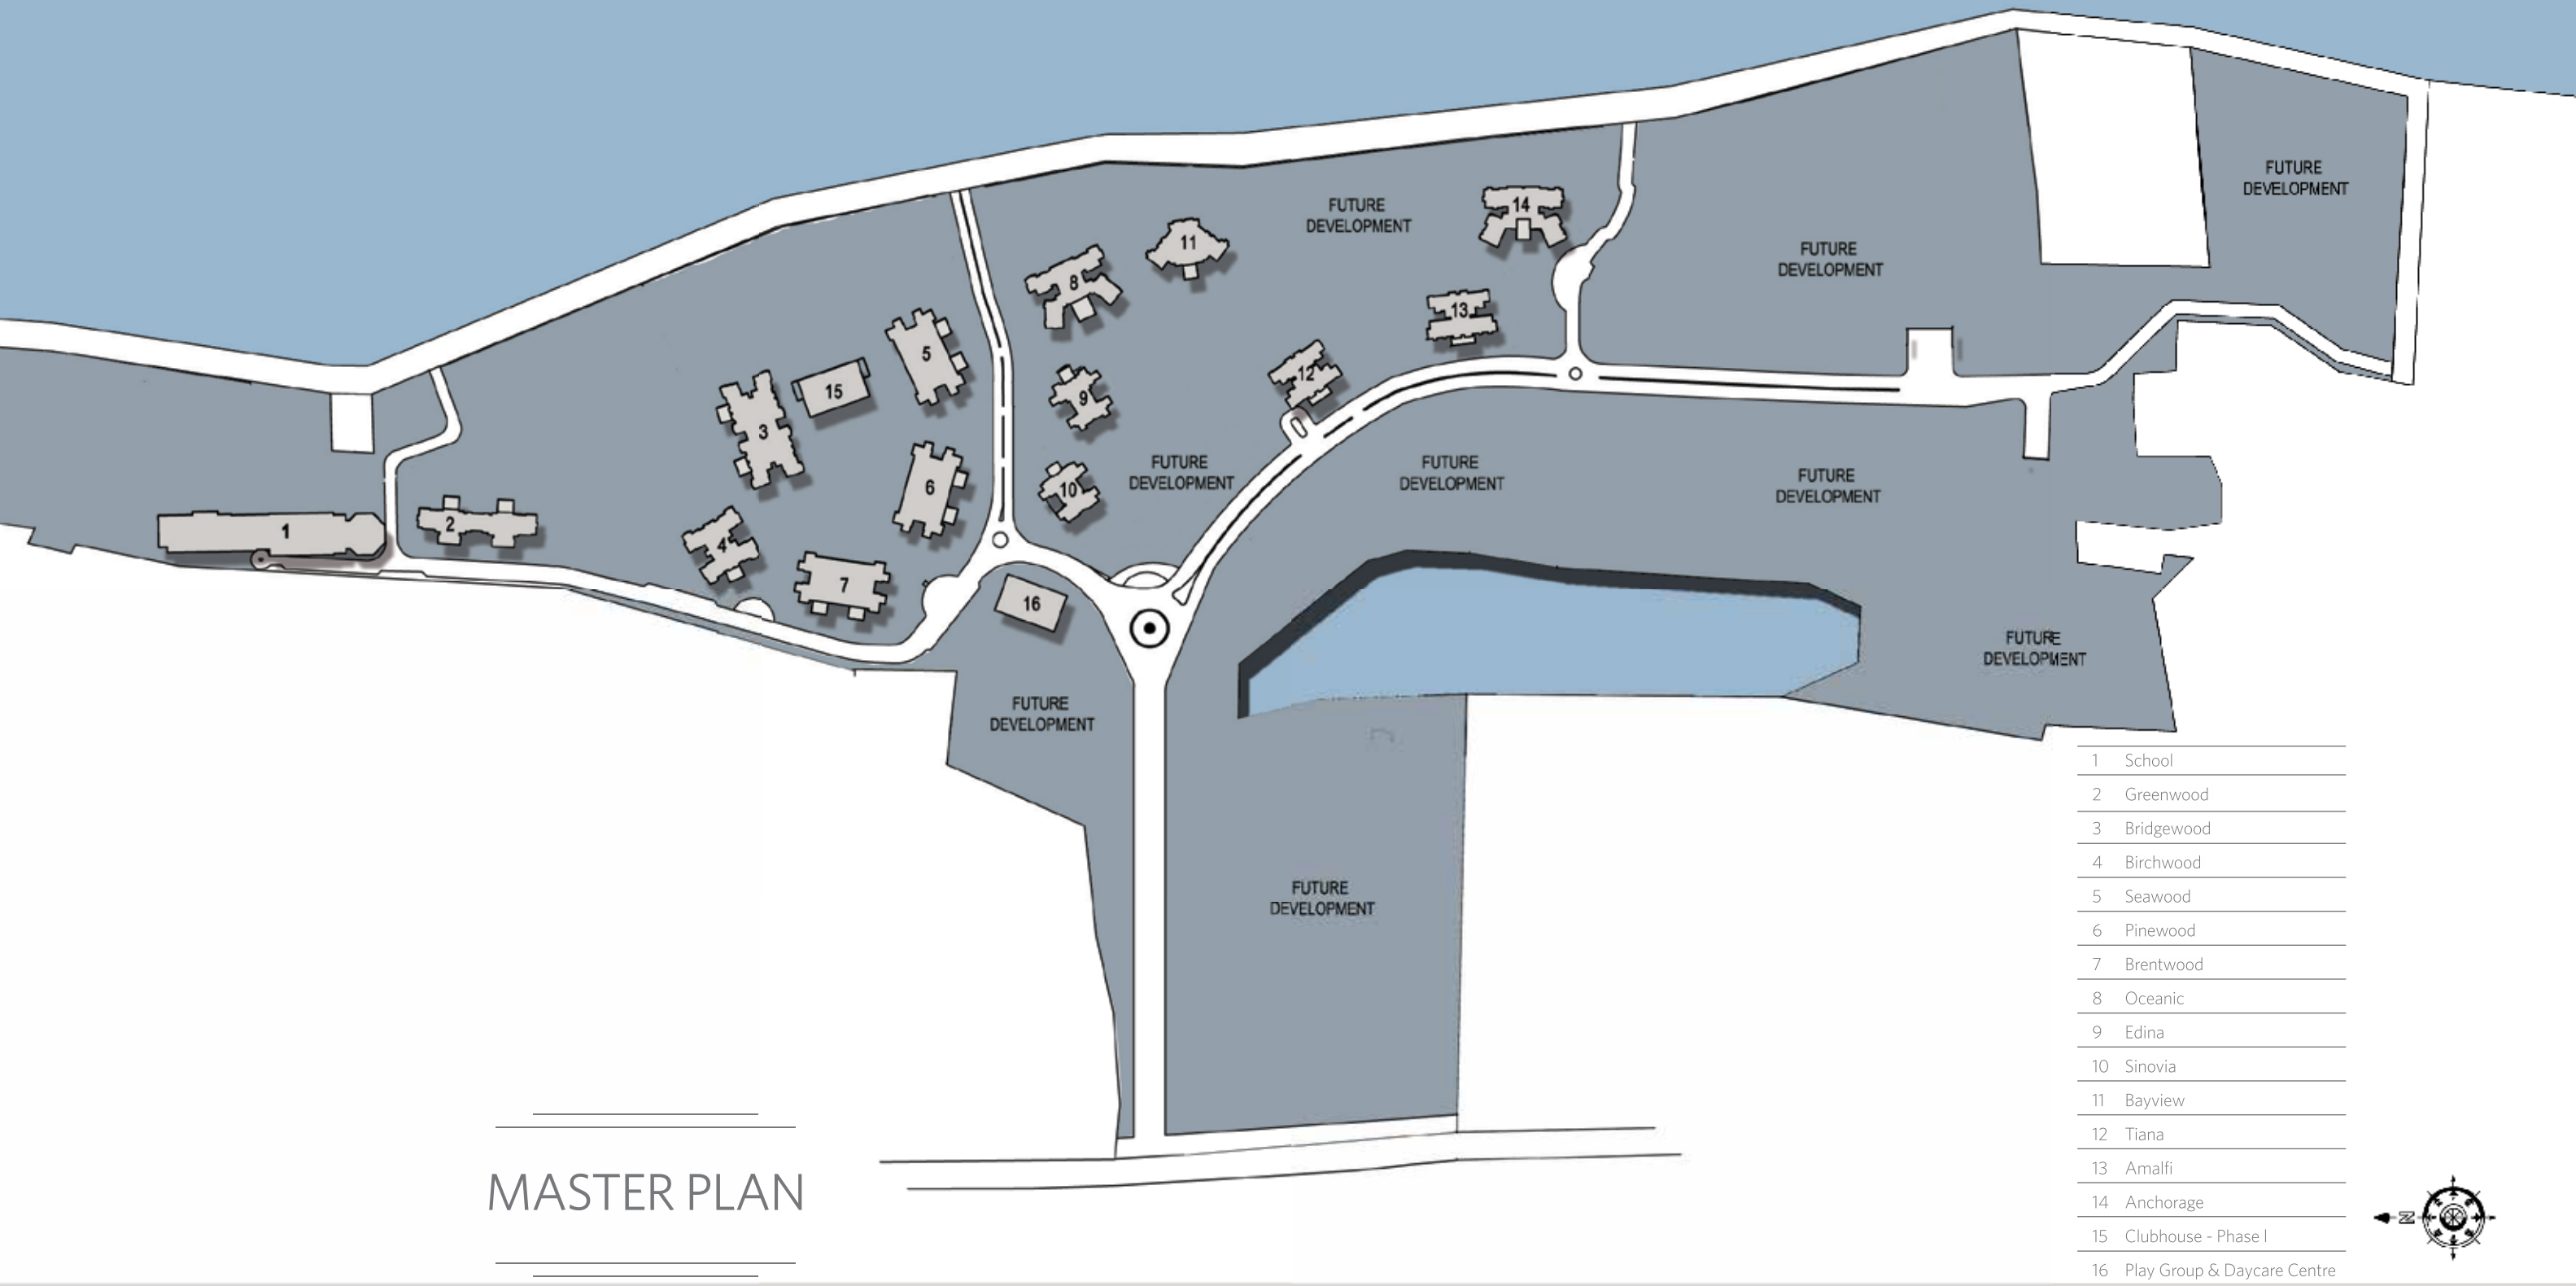 FUTURE
DEVELOPMENT
FUTURE
DEVELOPMENT
14
11
FUTURE
DEVELOPMENT
8
13
5
12
15
9
3
FUTURE
DEVELOPMENT
FUTURE
DEVELOPMENT
FUTURE
DEVELOPMENT
6
10
2
1
4
7
16
FUTURE
DEVELOPMENT
FUTURE
DEVELOPMENT
FUTURE
DEVELOPMENT
1 School
2 Greenwood
3 Bridgewood
4 Birchwood
5 Seawood
6 Pinewood
7 Brentwood
8 Oceanic
9 Edina
10 Sinovia
11 Bayview
12 Tiana
13 Amalfi
14 Anchorage
15 Clubhouse - Phase I
16 Play Group & Daycare Centre
MASTER PLAN
N